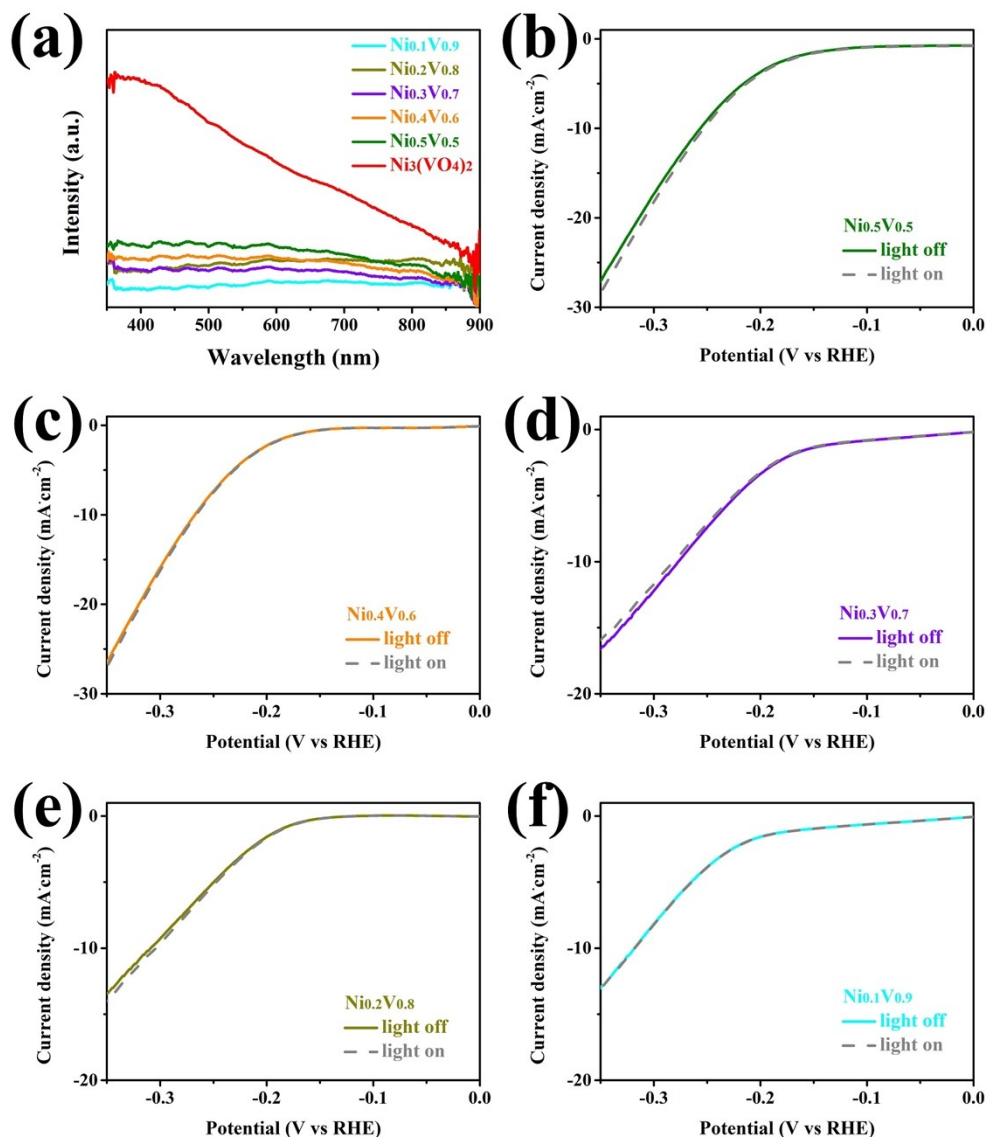 (a)
Intensity (a.u.)
Ni0.1V0.9
Ni0.2V0.8
Ni0.3V0.7
Ni0.4V0.6
Ni0.5V0.5
Ni3(VO4)2
400 500 600 700 800 900
Wavelength (nm)
(b)
Current density (mA·cm-2)
0
-10
-20
-30
Ni0.5V0.5
light off
light on
-0.3 -0.2 -0.1 0.0
Potential (V vs RHE)
(c)
Current density (mA·cm-2)
0
-10
-20
-30
Ni0.4V0.6
light off
light on
-0.3 -0.2 -0.1 0.0
Potential (V vs RHE)
(d)
Current density (mA·cm-2)
0
-10
-20
Ni0.3V0.7
light off
light on
-0.3 -0.2 -0.1 0.0
Potential (V vs RHE)
(e)
Current density (mA·cm-2)
0
-10
-20
Ni0.2V0.8
light off
light on
-0.3 -0.2 -0.1 0.0
Potential (V vs RHE)
(f)
Current density (mA·cm-2)
0
-10
-20
Ni0.1V0.9
light off
light on
-0.3 -0.2 -0.1 0.0
Potential (V vs RHE)